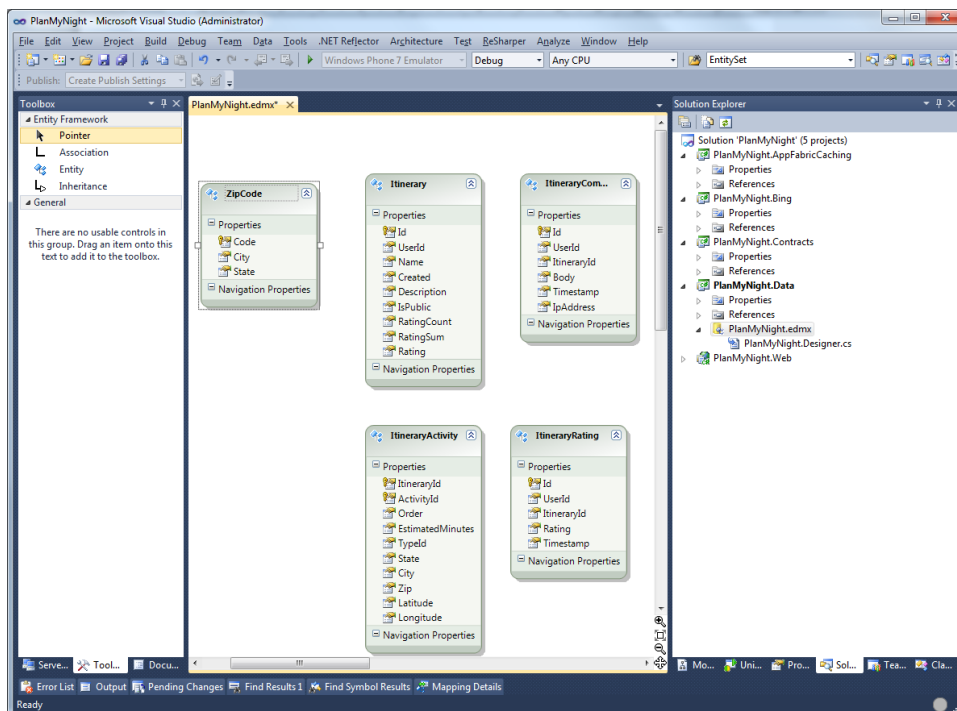 PlanMyNight - Microsoft Visual Studio (Administrator)
File Edit View Project Build Debug Team Data Tools .NET Reflector Architecture Test ReSharper Analyze Window Help
Windows Phone 7 Emulator Debug Any CPU EntitySet
Publish: Create Publish Settings
Toolbox
Entity Framework
Pointer
Association
Entity
Inheritance
General
There are no usable controls in
this group. Drag an item onto this
text to add it to the toolbox.
Serve... Tool... Docu...
PlanMyNight.edmx*
ZipCode
Properties
Code
City
State
Navigation Properties
Itinerary
Properties
Id
UserId
Name
Created
Description
IsPublic
RatingCount
RatingSum
Rating
Navigation Properties
ItineraryCom...
Properties
Id
UserId
ItineraryId
Body
Timestamp
IpAddress
Navigation Properties
ItineraryActivity
Properties
ItineraryId
ActivityId
Order
EstimatedMinutes
TypeId
State
City
Zip
Latitude
Longitude
Navigation Properties
ItineraryRating
Properties
Id
UserId
ItineraryId
Rating
Timestamp
Navigation Properties
Solution Explorer
Solution 'PlanMyNight' (5 projects)
PlanMyNight.AppFabricCaching
Properties
References
PlanMyNight.Bing
Properties
References
PlanMyNight.Contracts
Properties
References
PlanMyNight.Data
Properties
References
PlanMyNight.edmx
PlanMyNight.Designer.cs
PlanMyNight.Web
Mo... Uni... Pro... Sol... Tea... Cla...
Error List Output Pending Changes Find Results 1 Find Symbol Results Mapping Details
Ready